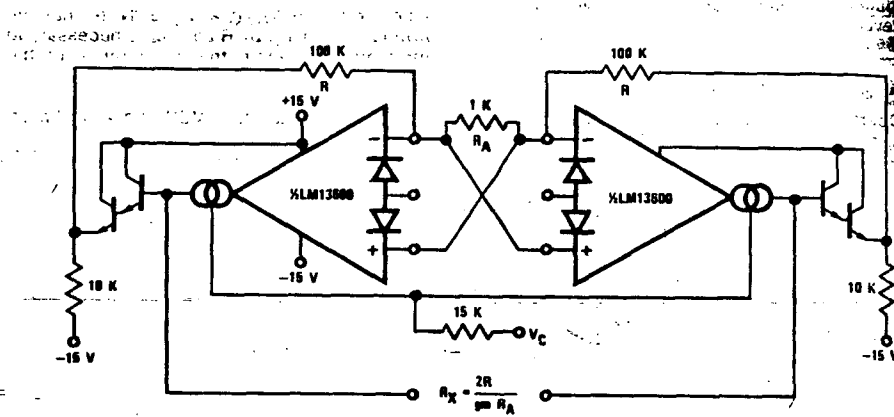 100 K
R
100 K
R
+15 V
1 K
R_A
½LM13600
½LM13600
−
+
−
+
−15 V
10 K
10 K
15 K
V_C
−15 V
−15
R_X = 2R / gm R_A